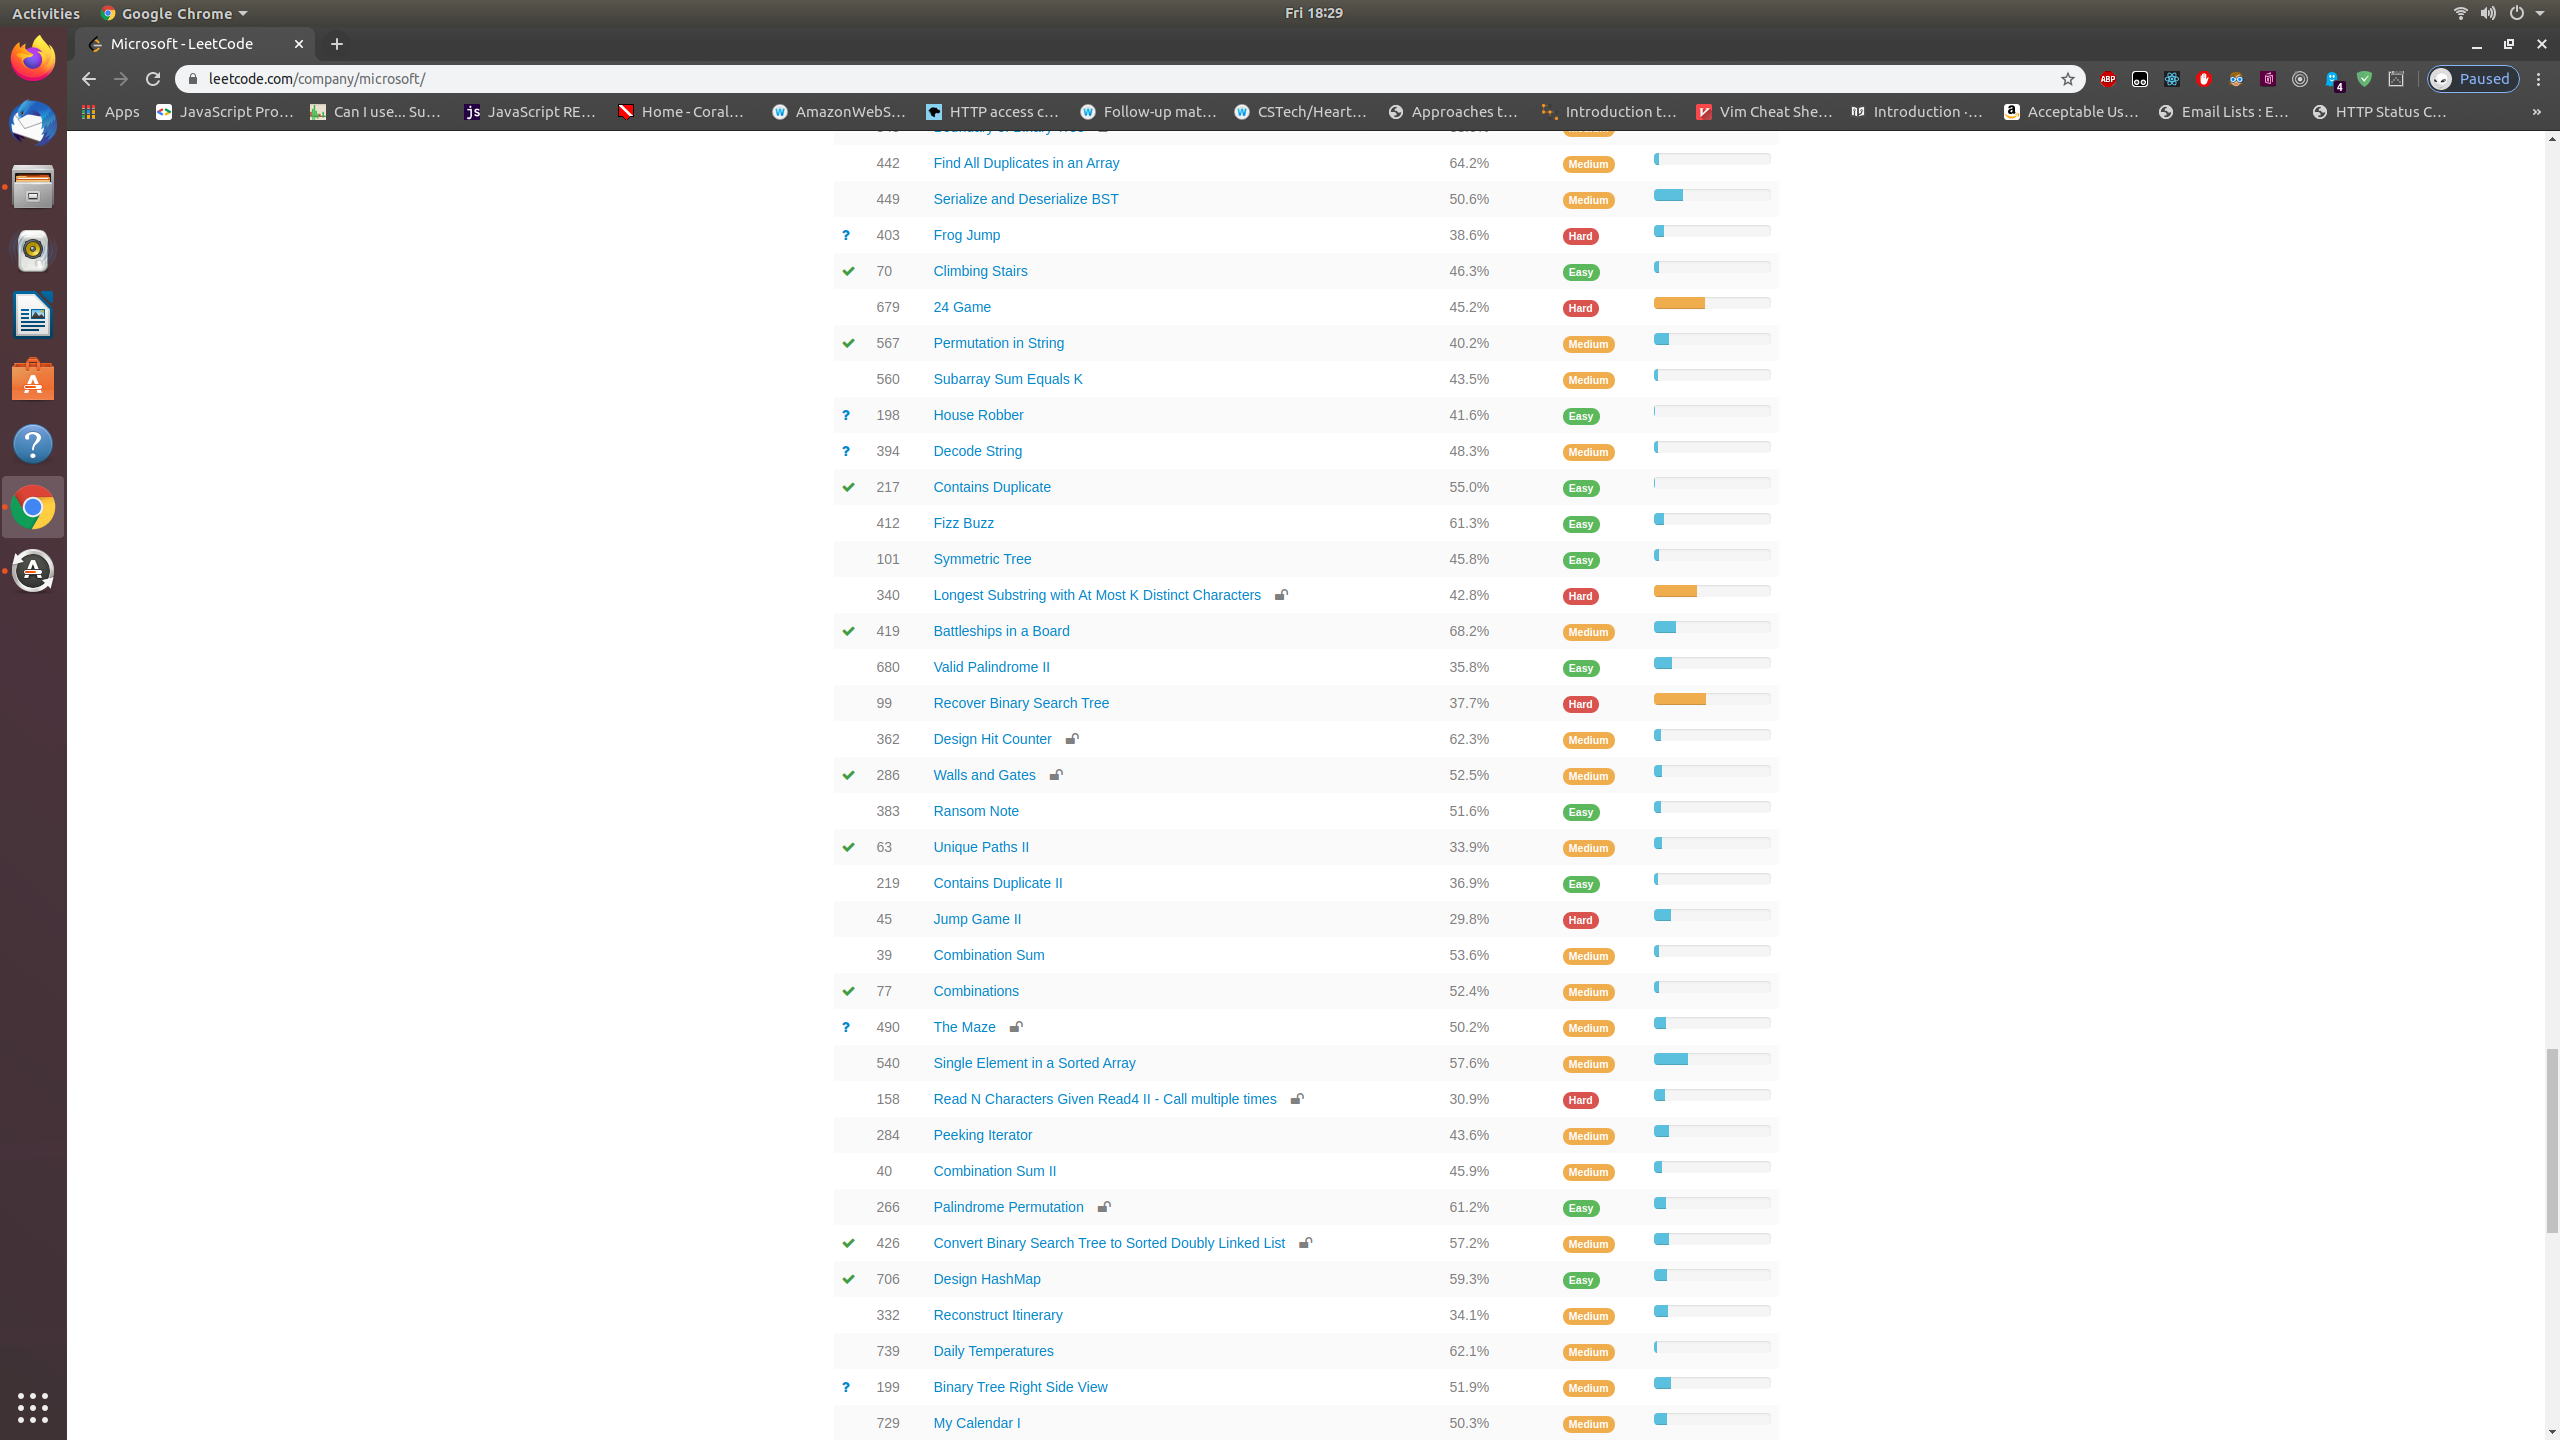 Activities Google Chrome Fri 18:29
Microsoft - LeetCode
leetcode.com/company/microsoft/ ABP 4 Paused
Apps JavaScript Pro… Can I use... Su… JavaScript RE… Home - Coral… AmazonWebS… HTTP access c… Follow-up mat… CSTech/Heart… Approaches t… Introduction t… Vim Cheat She… Introduction ·… Acceptable Us… Email Lists : E… HTTP Status C… »
442 Find All Duplicates in an Array 64.2% Medium
449 Serialize and Deserialize BST 50.6% Medium
? 403 Frog Jump 38.6% Hard
70 Climbing Stairs 46.3% Easy
679 24 Game 45.2% Hard
567 Permutation in String 40.2% Medium
560 Subarray Sum Equals K 43.5% Medium
? 198 House Robber 41.6% Easy
? 394 Decode String 48.3% Medium
217 Contains Duplicate 55.0% Easy
412 Fizz Buzz 61.3% Easy
101 Symmetric Tree 45.8% Easy
340 Longest Substring with At Most K Distinct Characters 42.8% Hard
419 Battleships in a Board 68.2% Medium
680 Valid Palindrome II 35.8% Easy
99 Recover Binary Search Tree 37.7% Hard
362 Design Hit Counter 62.3% Medium
286 Walls and Gates 52.5% Medium
383 Ransom Note 51.6% Easy
63 Unique Paths II 33.9% Medium
219 Contains Duplicate II 36.9% Easy
45 Jump Game II 29.8% Hard
39 Combination Sum 53.6% Medium
77 Combinations 52.4% Medium
? 490 The Maze 50.2% Medium
540 Single Element in a Sorted Array 57.6% Medium
158 Read N Characters Given Read4 II - Call multiple times 30.9% Hard
284 Peeking Iterator 43.6% Medium
40 Combination Sum II 45.9% Medium
266 Palindrome Permutation 61.2% Easy
426 Convert Binary Search Tree to Sorted Doubly Linked List 57.2% Medium
706 Design HashMap 59.3% Easy
332 Reconstruct Itinerary 34.1% Medium
739 Daily Temperatures 62.1% Medium
? 199 Binary Tree Right Side View 51.9% Medium
729 My Calendar I 50.3% Medium